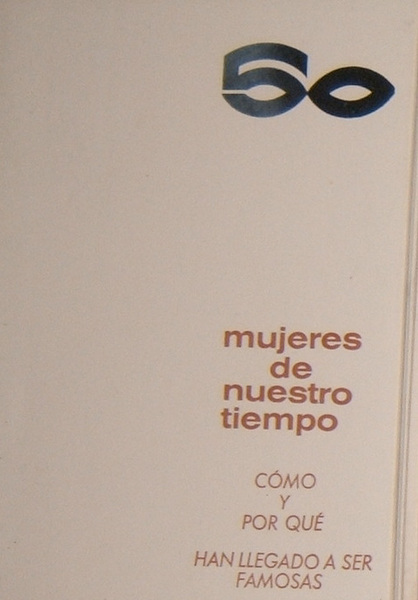 50
mujeres
de
nuestro
tiempo
CÓMO
Y
POR QUÉ
HAN LLEGADO A SER
FAMOSAS